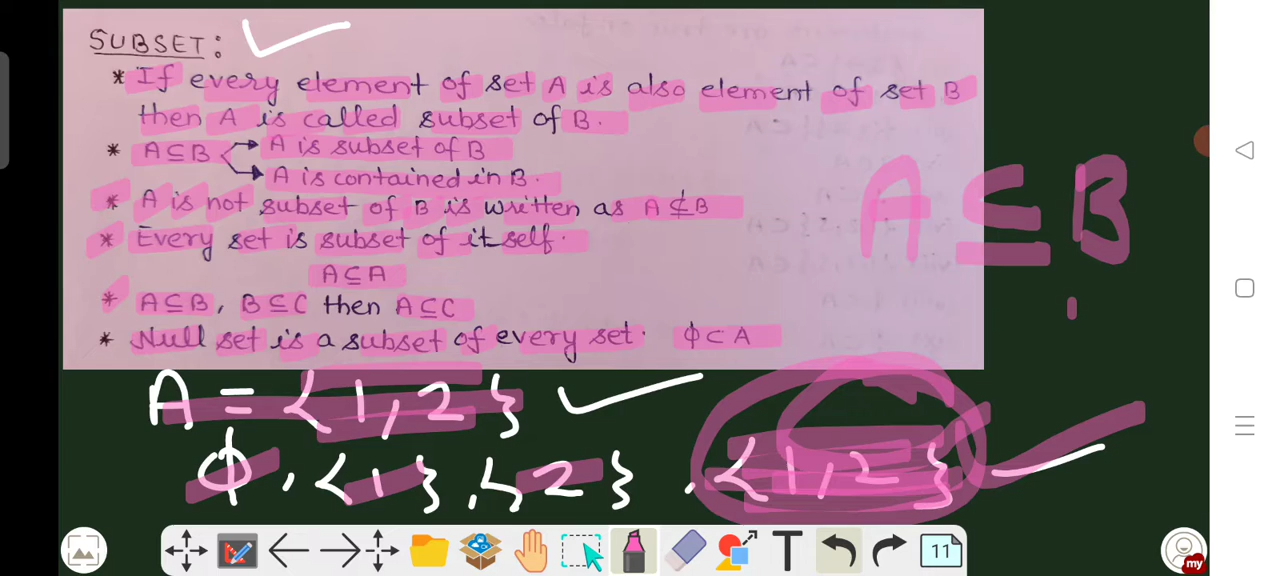 SUBSET:
* If every element of set A is also element of set B
then A is called subset of B.
* A⊆B → A is subset of B
→ A is contained in B.
* A is not subset of B is written as A⊈B
* Every set is subset of itself.
A⊆A
* A⊆B, B⊆C then A⊆C
* Null set is a subset of every set. ϕ⊂A
A ⊆ B
A = {1,2}
ϕ, {1}, {2}, {1,2}
T
11
my